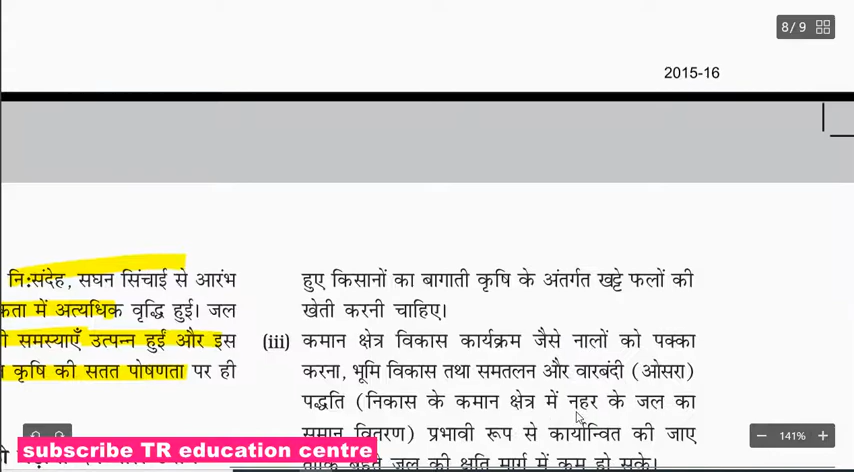 8/9
2015-16
निःसंदेह, सघन सिंचाई से आरंभ
कता में अत्यधिक वृद्धि हुई। जल
समस्याएँ उत्पन्न हुईं और इस
कृषि की सतत पोषणता पर ही
हुए किसानों का बागाती कृषि के अंतर्गत खट्टे फलों की
खेती करनी चाहिए।
(iii) कमान क्षेत्र विकास कार्यक्रम जैसे नालों को पक्का
करना, भूमि विकास तथा समतलन और वारबंदी (ओसरा)
पद्धति (निकास के कमान क्षेत्र में नहर के जल का
समान वितरण) प्रभावी रूप से कार्यान्वित की जाए
ताकि बहते जल की क्षति मार्ग में कम हो सके।
141%
subscribe TR education centre